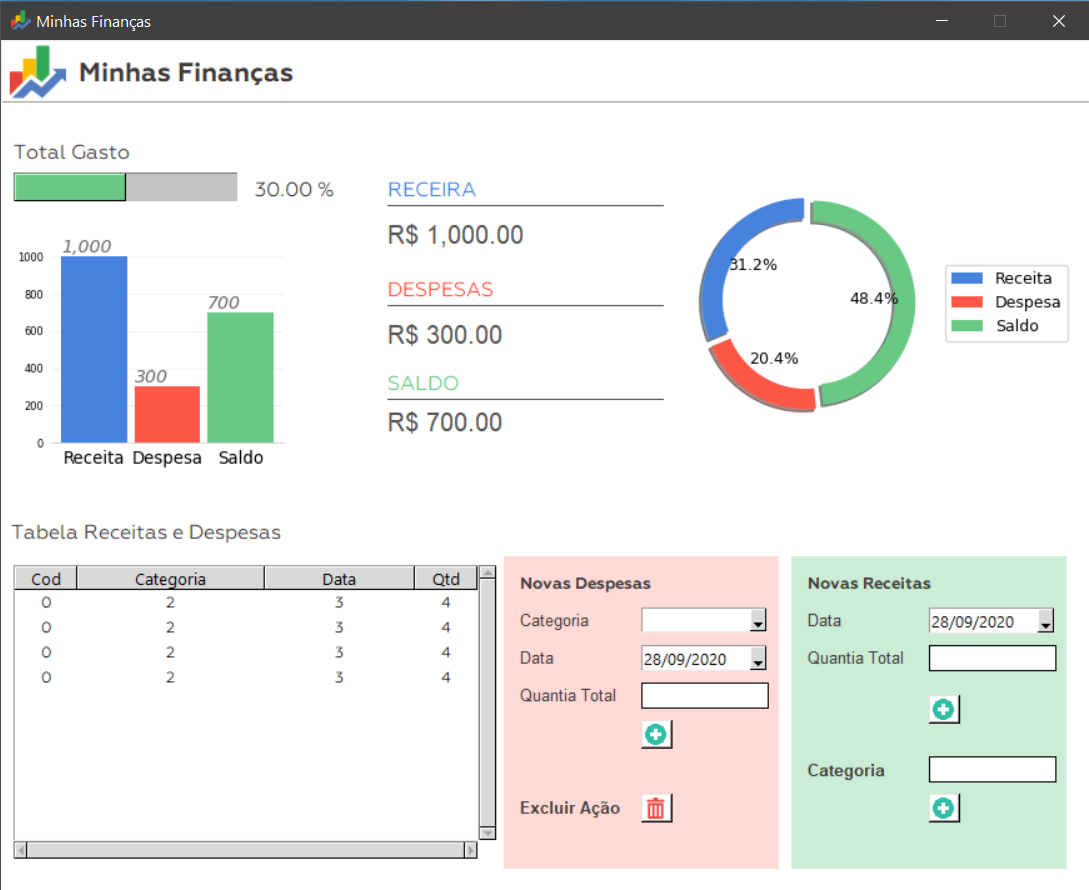 Minhas Finanças
Minhas Finanças
Total Gasto
30.00 %
1000
800
600
400
200
0
1,000
300
700
Receita Despesa Saldo
RECEIRA
R$ 1,000.00
DESPESAS
R$ 300.00
SALDO
R$ 700.00
31.2%
48.4%
20.4%
Receita
Despesa
Saldo
Tabela Receitas e Despesas
Cod Categoria Data Qtd
0 2 3 4
0 2 3 4
0 2 3 4
0 2 3 4
Novas Despesas
Categoria
Data 28/09/2020
Quantia Total
Excluir Ação
Novas Receitas
Data 28/09/2020
Quantia Total
Categoria